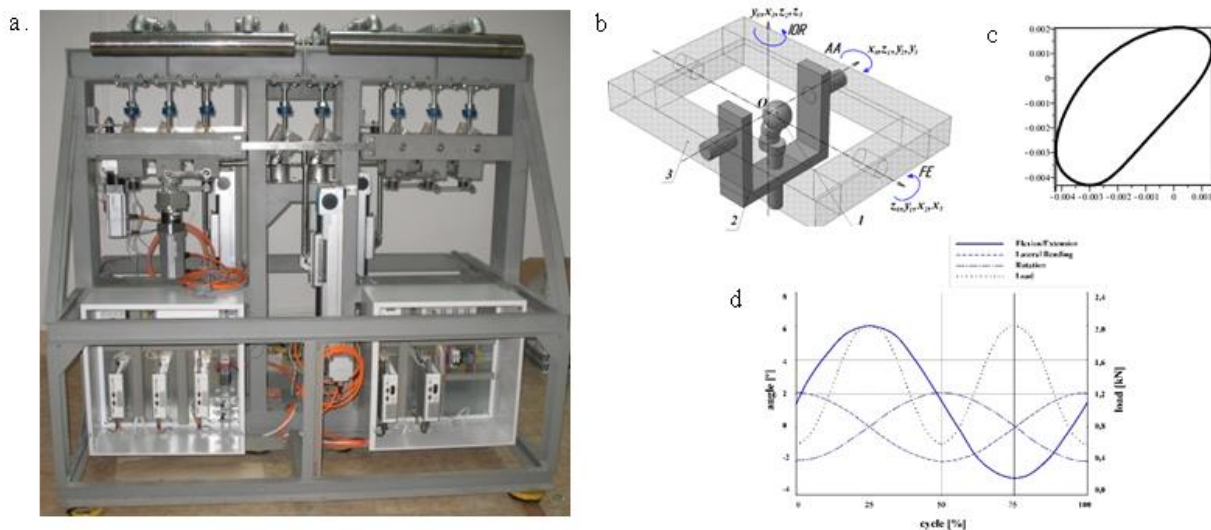 a.
b
y₀, x₁, z₂, z₃
IOR
AA
x₀, z₁, y₂, y₃
O
3
2
1
FE
z₀, y₁, x₂, x₃
c
0.002
0.001
0
-0.001
-0.002
-0.003
-0.004
-0.004 -0.003 -0.002 -0.001 0 0.001
Flexion/Extension
Lateral Bending
Rotation
Load
d
8
6
4
2
0
-2
-4
angle [°]
2,4
2,0
1,6
1,2
0,8
0,4
0,0
load [kN]
0 25 50 75 100
cycle [%]